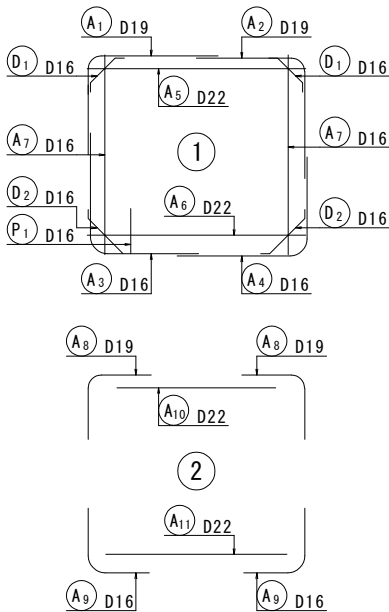 A1 D19 A2 D19
D1 D16 D1 D16
A5 D22
A7 D16 A7 D16
1
D2 D16 A6 D22 D2 D16
P1 D16
A3 D16 A4 D16
A8 D19 A8 D19
A10 D22
2
A11 D22
A9 D16 A9 D16